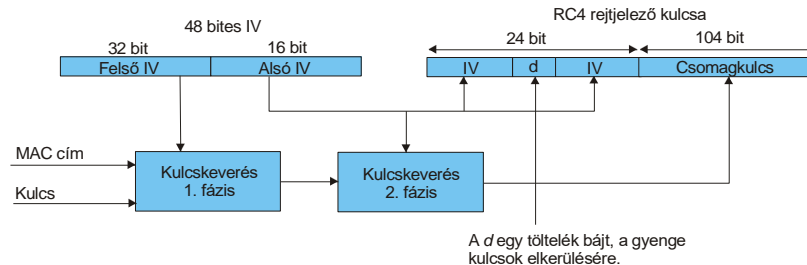 48 bites IV
RC4 rejtjelező kulcsa
32 bit
16 bit
24 bit
104 bit
Felső IV
Alsó IV
IV
d
IV
Csomagkulcs
MAC cím
Kulcs
Kulcskeverés
1. fázis
Kulcskeverés
2. fázis
A d egy töltelék bájt, a gyenge
kulcsok elkerülésére.